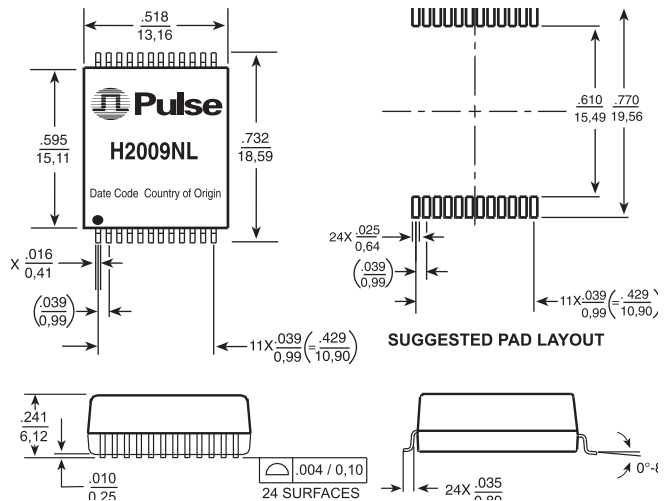 .518
13,16
Pulse
H2009NL
Date Code Country of Origin
.595
15,11
.732
18,59
X .016
0,41
(.039
0,99)
11X .039
0,99 (= .429
10,90)
.610
15,49
.770
19,56
24X .025
0,64
(.039
0,99)
11X .039
0,99 (= .429
10,90)
SUGGESTED PAD LAYOUT
.241
6,12
.010
0,25
.004 / 0,10
24 SURFACES
24X .035
0,89
0°-8